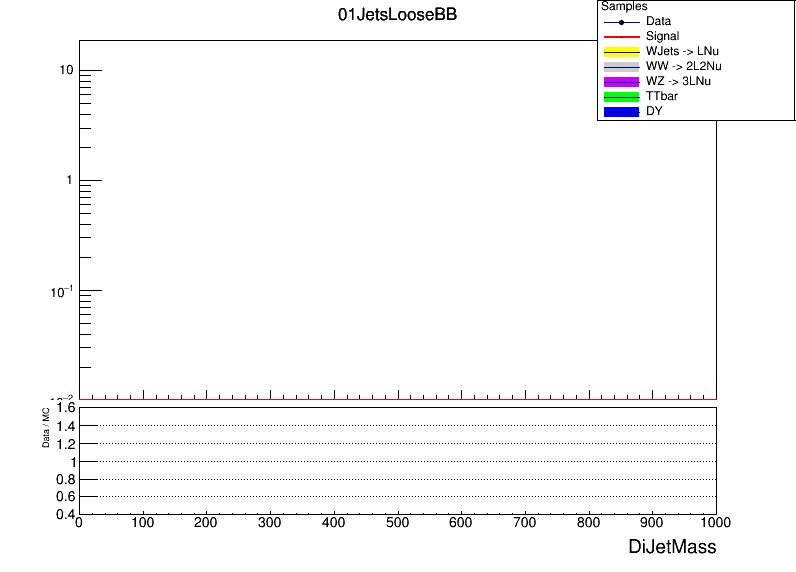 01JetsLooseBB
Samples
Data
Signal
WJets -> LNu
WW -> 2L2Nu
WZ -> 3LNu
TTbar
DY
10
1
10⁻¹
Data / MC
1.6
1.4
1.2
1
0.8
0.6
0.4
0 100 200 300 400 500 600 700 800 900 1000
DiJetMass